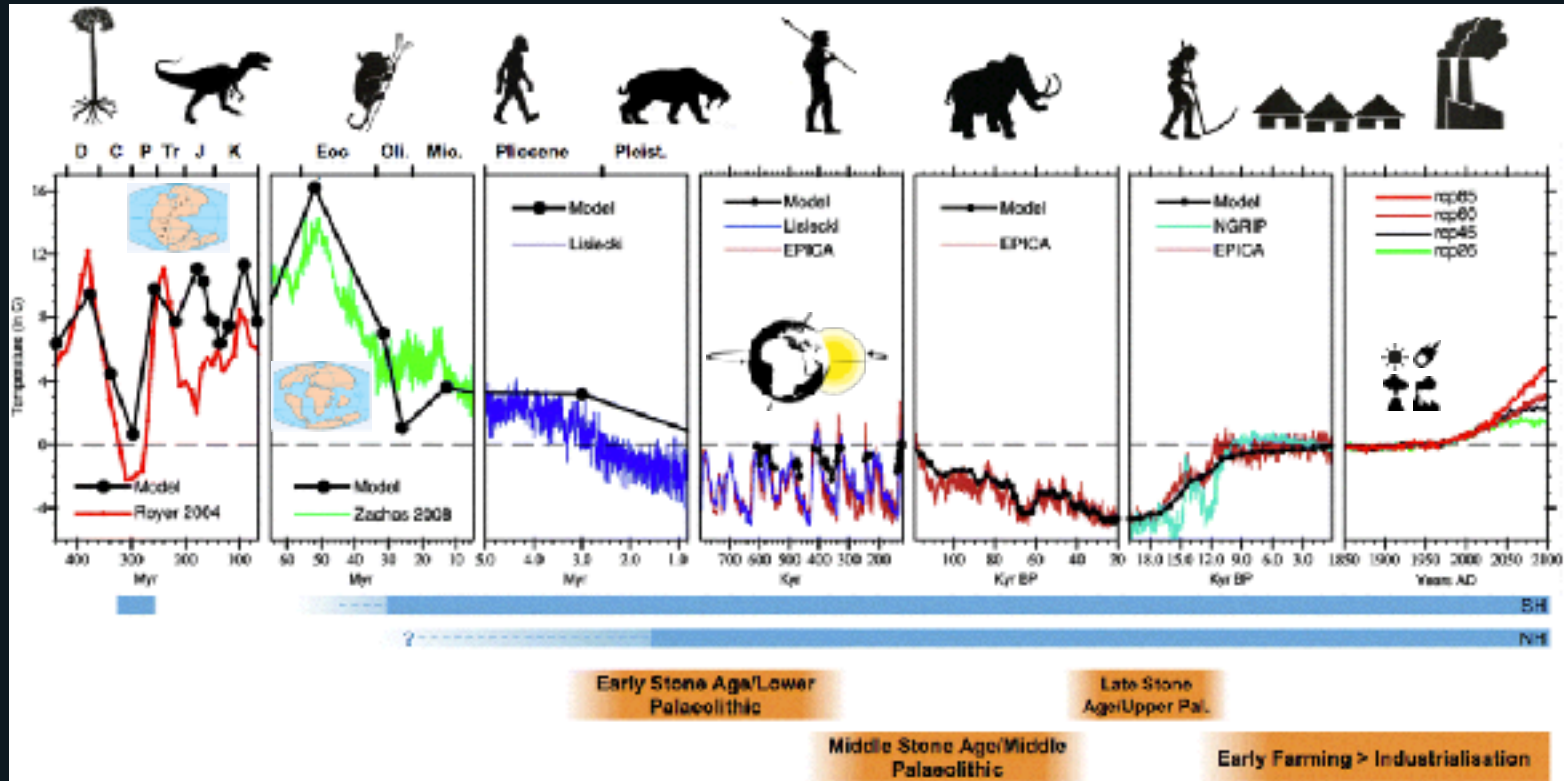 D C P Tr J K
Eoc Oli. Mio.
Pliocene Pleist.
Temperature (in C)
16
12
8
4
0
-4
Model
Royer 2004
400 300 200 100
Myr
Model
Zachos 2008
60 50 40 30 20 10
Myr
Model
Lisiecki
5.0 4.0 3.0 2.0 1.0
Myr
Model
Lisiecki
EPICA
700 600 500 400 300 200
Kyr
Model
EPICA
100 80 60 40 20
Kyr BP
Model
NGRIP
EPICA
18.0 15.0 12.0 9.0 6.0 3.0
Kyr BP
rcp85
rcp60
rcp45
rcp26
1850 1900 1950 2000 2050 2100
Years AD
SH
?
NH
Early Stone Age/Lower
Palaeolithic
Late Stone
Age/Upper Pal.
Middle Stone Age/Middle
Palaeolithic
Early Farming > Industrialisation